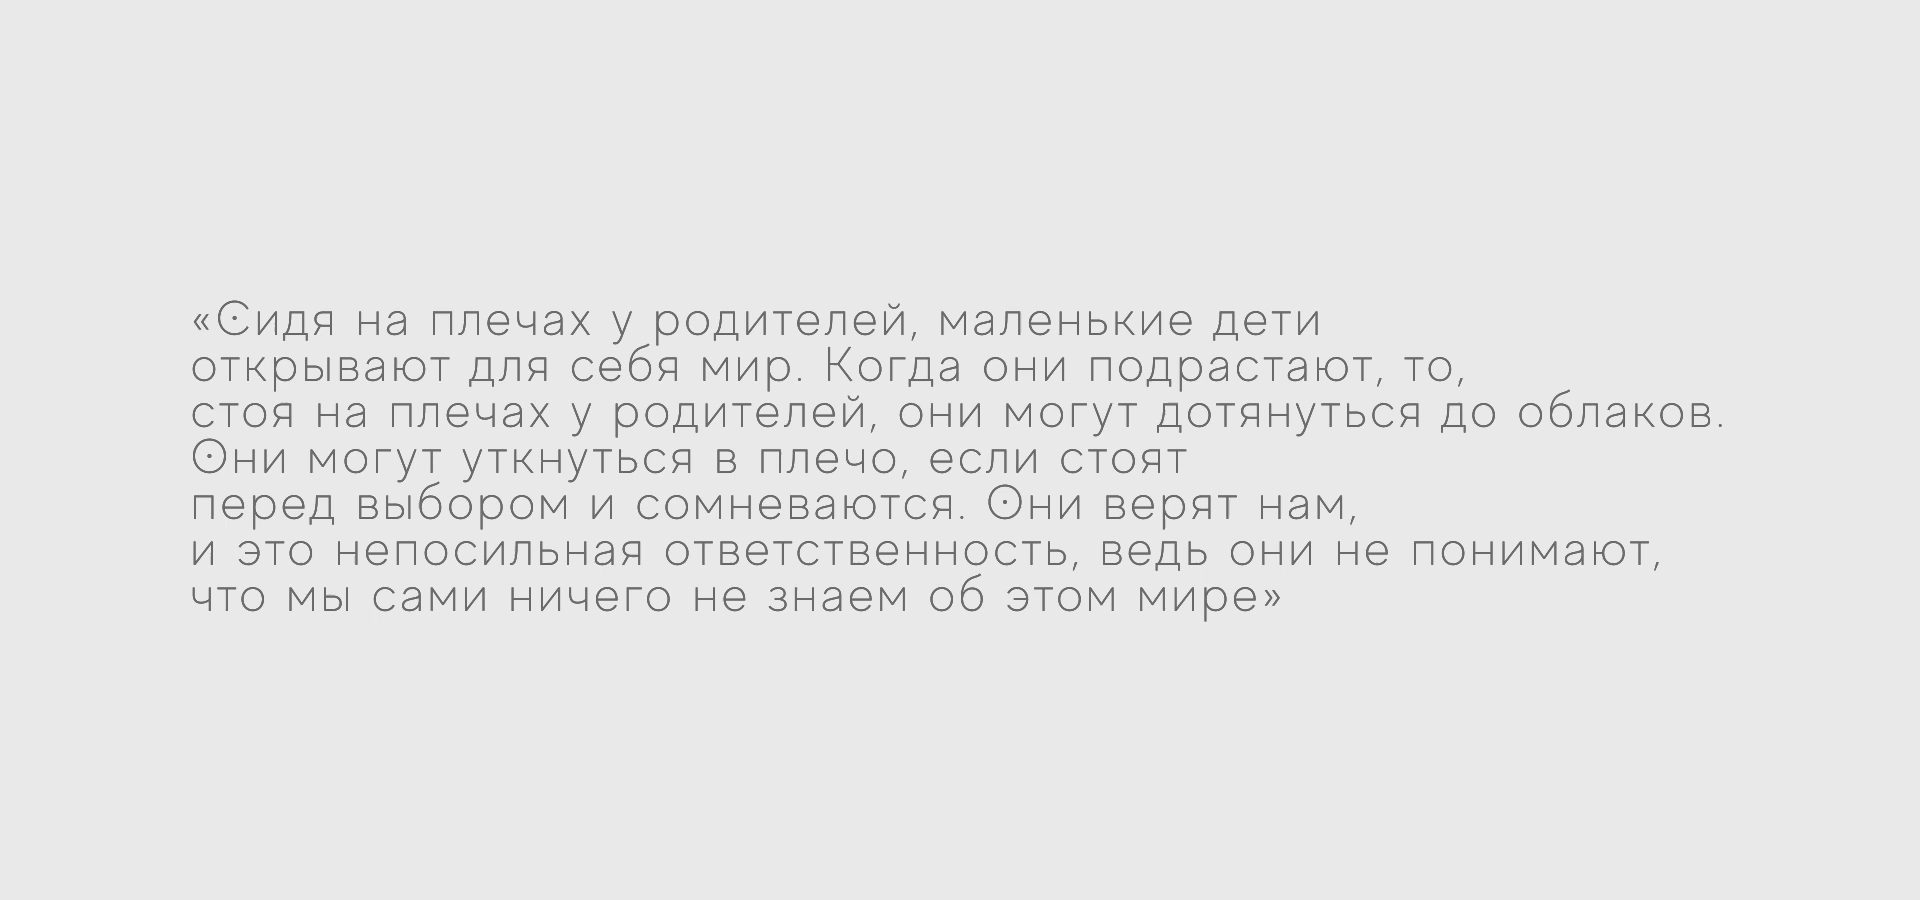 «Сидя на плечах у родителей, маленькие дети
открывают для себя мир. Когда они подрастают, то,
стоя на плечах у родителей, они могут дотянуться до облаков.
Они могут уткнуться в плечо, если стоят
перед выбором и сомневаются. Они верят нам,
и это непосильная ответственность, ведь они не понимают,
что мы сами ничего не знаем об этом мире»